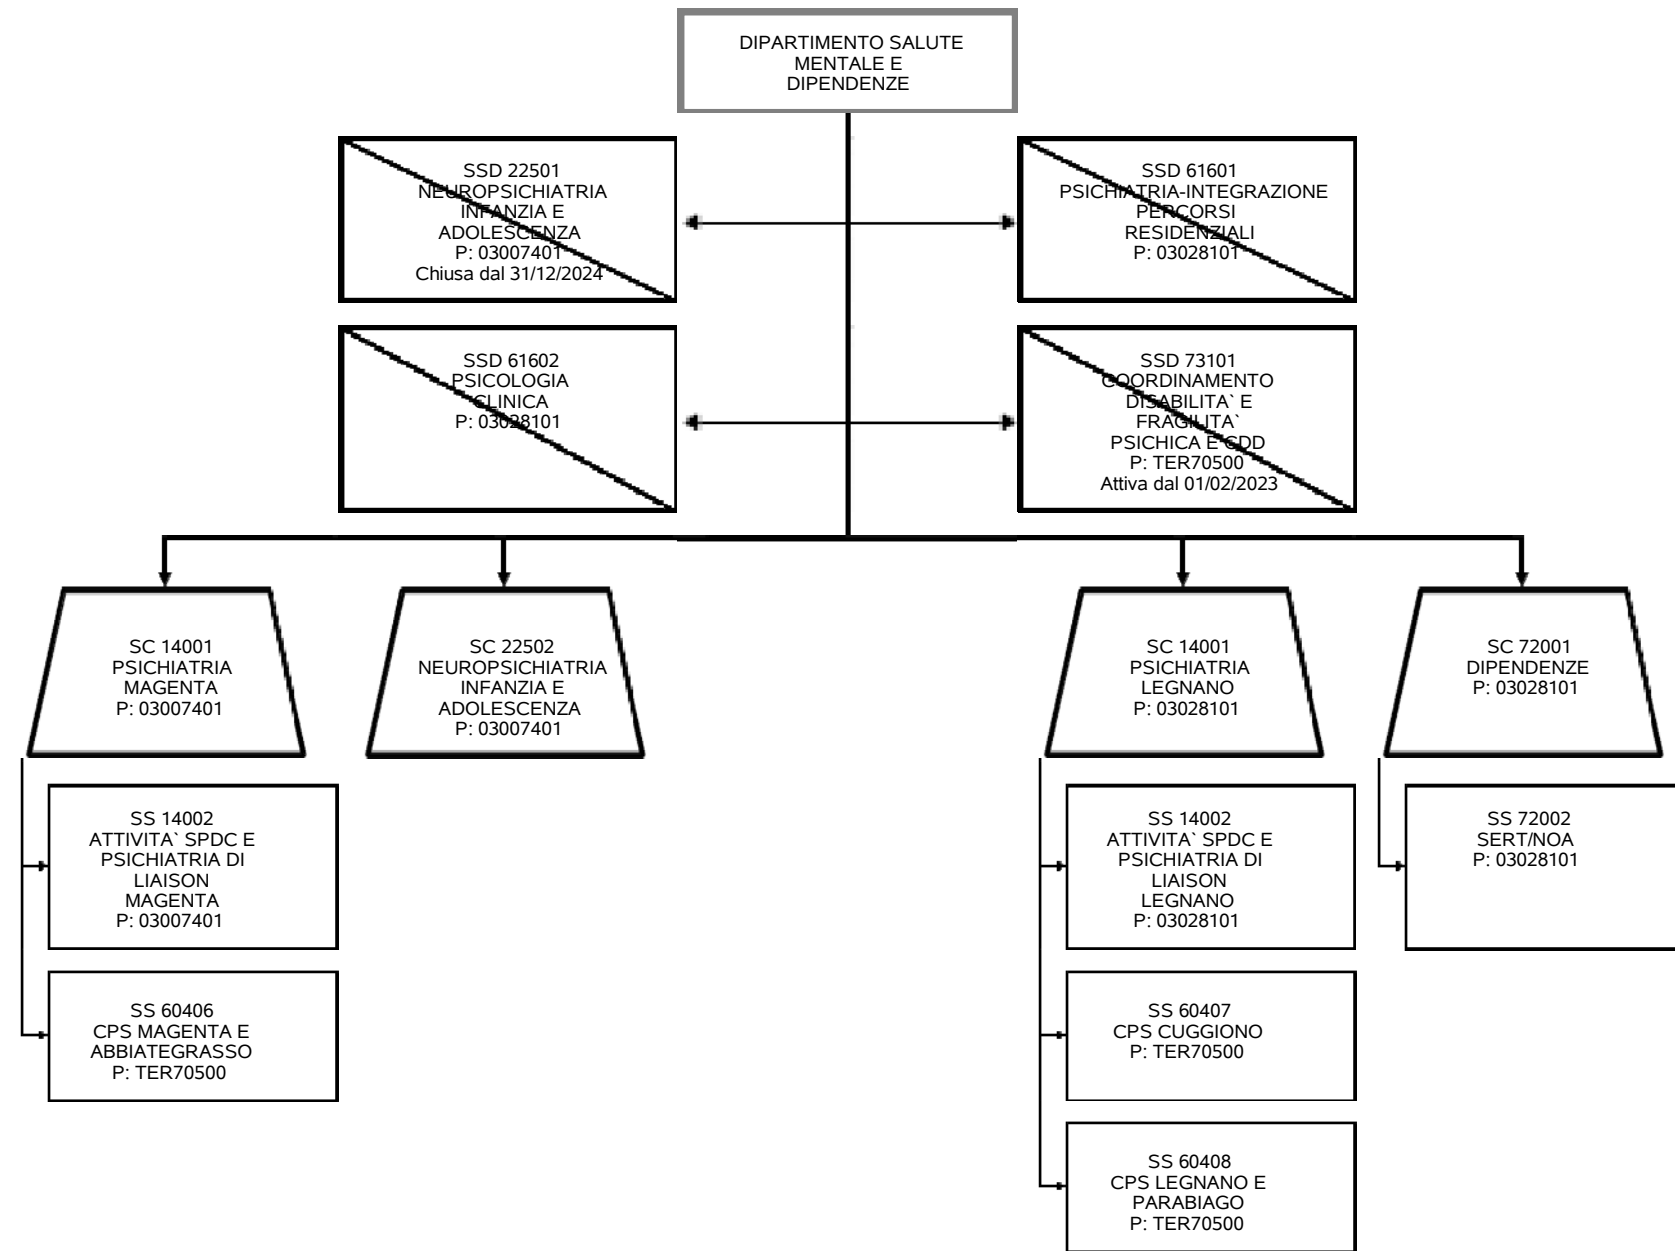 DIPARTIMENTO SALUTE
MENTALE E
DIPENDENZE
SSD 22501
NEUROPSICHIATRIA
INFANZIA E
ADOLESCENZA
P: 03007401
Chiusa dal 31/12/2024
SSD 61601
PSICHIATRIA-INTEGRAZIONE
PERCORSI
RESIDENZIALI
P: 03028101
SSD 61602
PSICOLOGIA
CLINICA
P: 03028101
SSD 73101
COORDINAMENTO
DISABILITA` E
FRAGILITA`
PSICHICA E CDD
P: TER70500
Attiva dal 01/02/2023
SC 14001
PSICHIATRIA
MAGENTA
P: 03007401
SC 22502
NEUROPSICHIATRIA
INFANZIA E
ADOLESCENZA
P: 03007401
SC 14001
PSICHIATRIA
LEGNANO
P: 03028101
SC 72001
DIPENDENZE
P: 03028101
SS 14002
ATTIVITA` SPDC E
PSICHIATRIA DI
LIAISON
MAGENTA
P: 03007401
SS 14002
ATTIVITA` SPDC E
PSICHIATRIA DI
LIAISON
LEGNANO
P: 03028101
SS 72002
SERT/NOA
P: 03028101
SS 60406
CPS MAGENTA E
ABBIATEGRASSO
P: TER70500
SS 60407
CPS CUGGIONO
P: TER70500
SS 60408
CPS LEGNANO E
PARABIAGO
P: TER70500